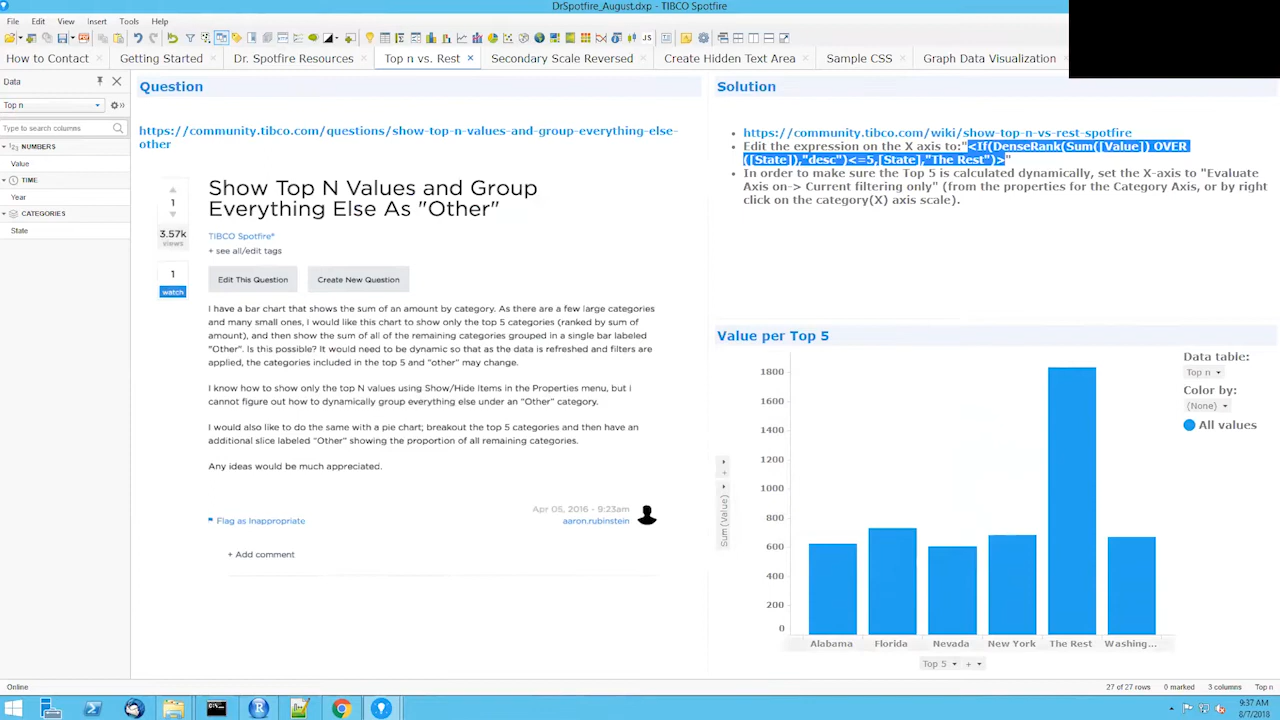 DrSpotfire_August.dxp - TIBCO Spotfire
File Edit View Insert Tools Help
How to Contact Getting Started Dr. Spotfire Resources Top n vs. Rest Secondary Scale Reversed Create Hidden Text Area Sample CSS Graph Data Visualization
Data
Top n
Type to search columns
NUMBERS
Value
TIME
Year
CATEGORIES
State
Question
https://community.tibco.com/questions/show-top-n-values-and-group-everything-else-
other
Show Top N Values and Group
Everything Else As "Other"
1
3.57k
views
1
watch
TIBCO Spotfire®
+ see all/edit tags
Edit This Question Create New Question
I have a bar chart that shows the sum of an amount by category. As there are a few large categories
and many small ones, I would like this chart to show only the top 5 categories (ranked by sum of
amount), and then show the sum of all of the remaining categories grouped in a single bar labeled
"Other". Is this possible? It would need to be dynamic so that as the data is refreshed and filters are
applied, the categories included in the top 5 and "other" may change.
I know how to show only the top N values using Show/Hide Items in the Properties menu, but i
cannot figure out how to dynamically group everything else under an "Other" category.
I would also like to do the same with a pie chart; breakout the top 5 categories and then have an
additional slice labeled "Other" showing the proportion of all remaining categories.
Any ideas would be much appreciated.
Apr 05, 2016 - 9:23am
Flag as Inappropriate
aaron.rubinstein
+ Add comment
Solution
https://community.tibco.com/wiki/show-top-n-vs-rest-spotfire
Edit the expression on the X axis to:"<If(DenseRank(Sum([Value]) OVER
([State]),"desc")<=5,[State],"The Rest")>"
In order to make sure the Top 5 is calculated dynamically, set the X-axis to "Evaluate
Axis on-> Current filtering only" (from the properties for the Category Axis, or by right
click on the category(X) axis scale).
Value per Top 5
1800
1600
1400
1200
1000
800
600
400
200
0
Sum(Value)
Alabama Florida Nevada New York The Rest Washing...
Top 5 +
Data table:
Top n
Color by:
(None)
All values
Online
27 of 27 rows 0 marked 3 columns Top n
9:37 AM
8/7/2018